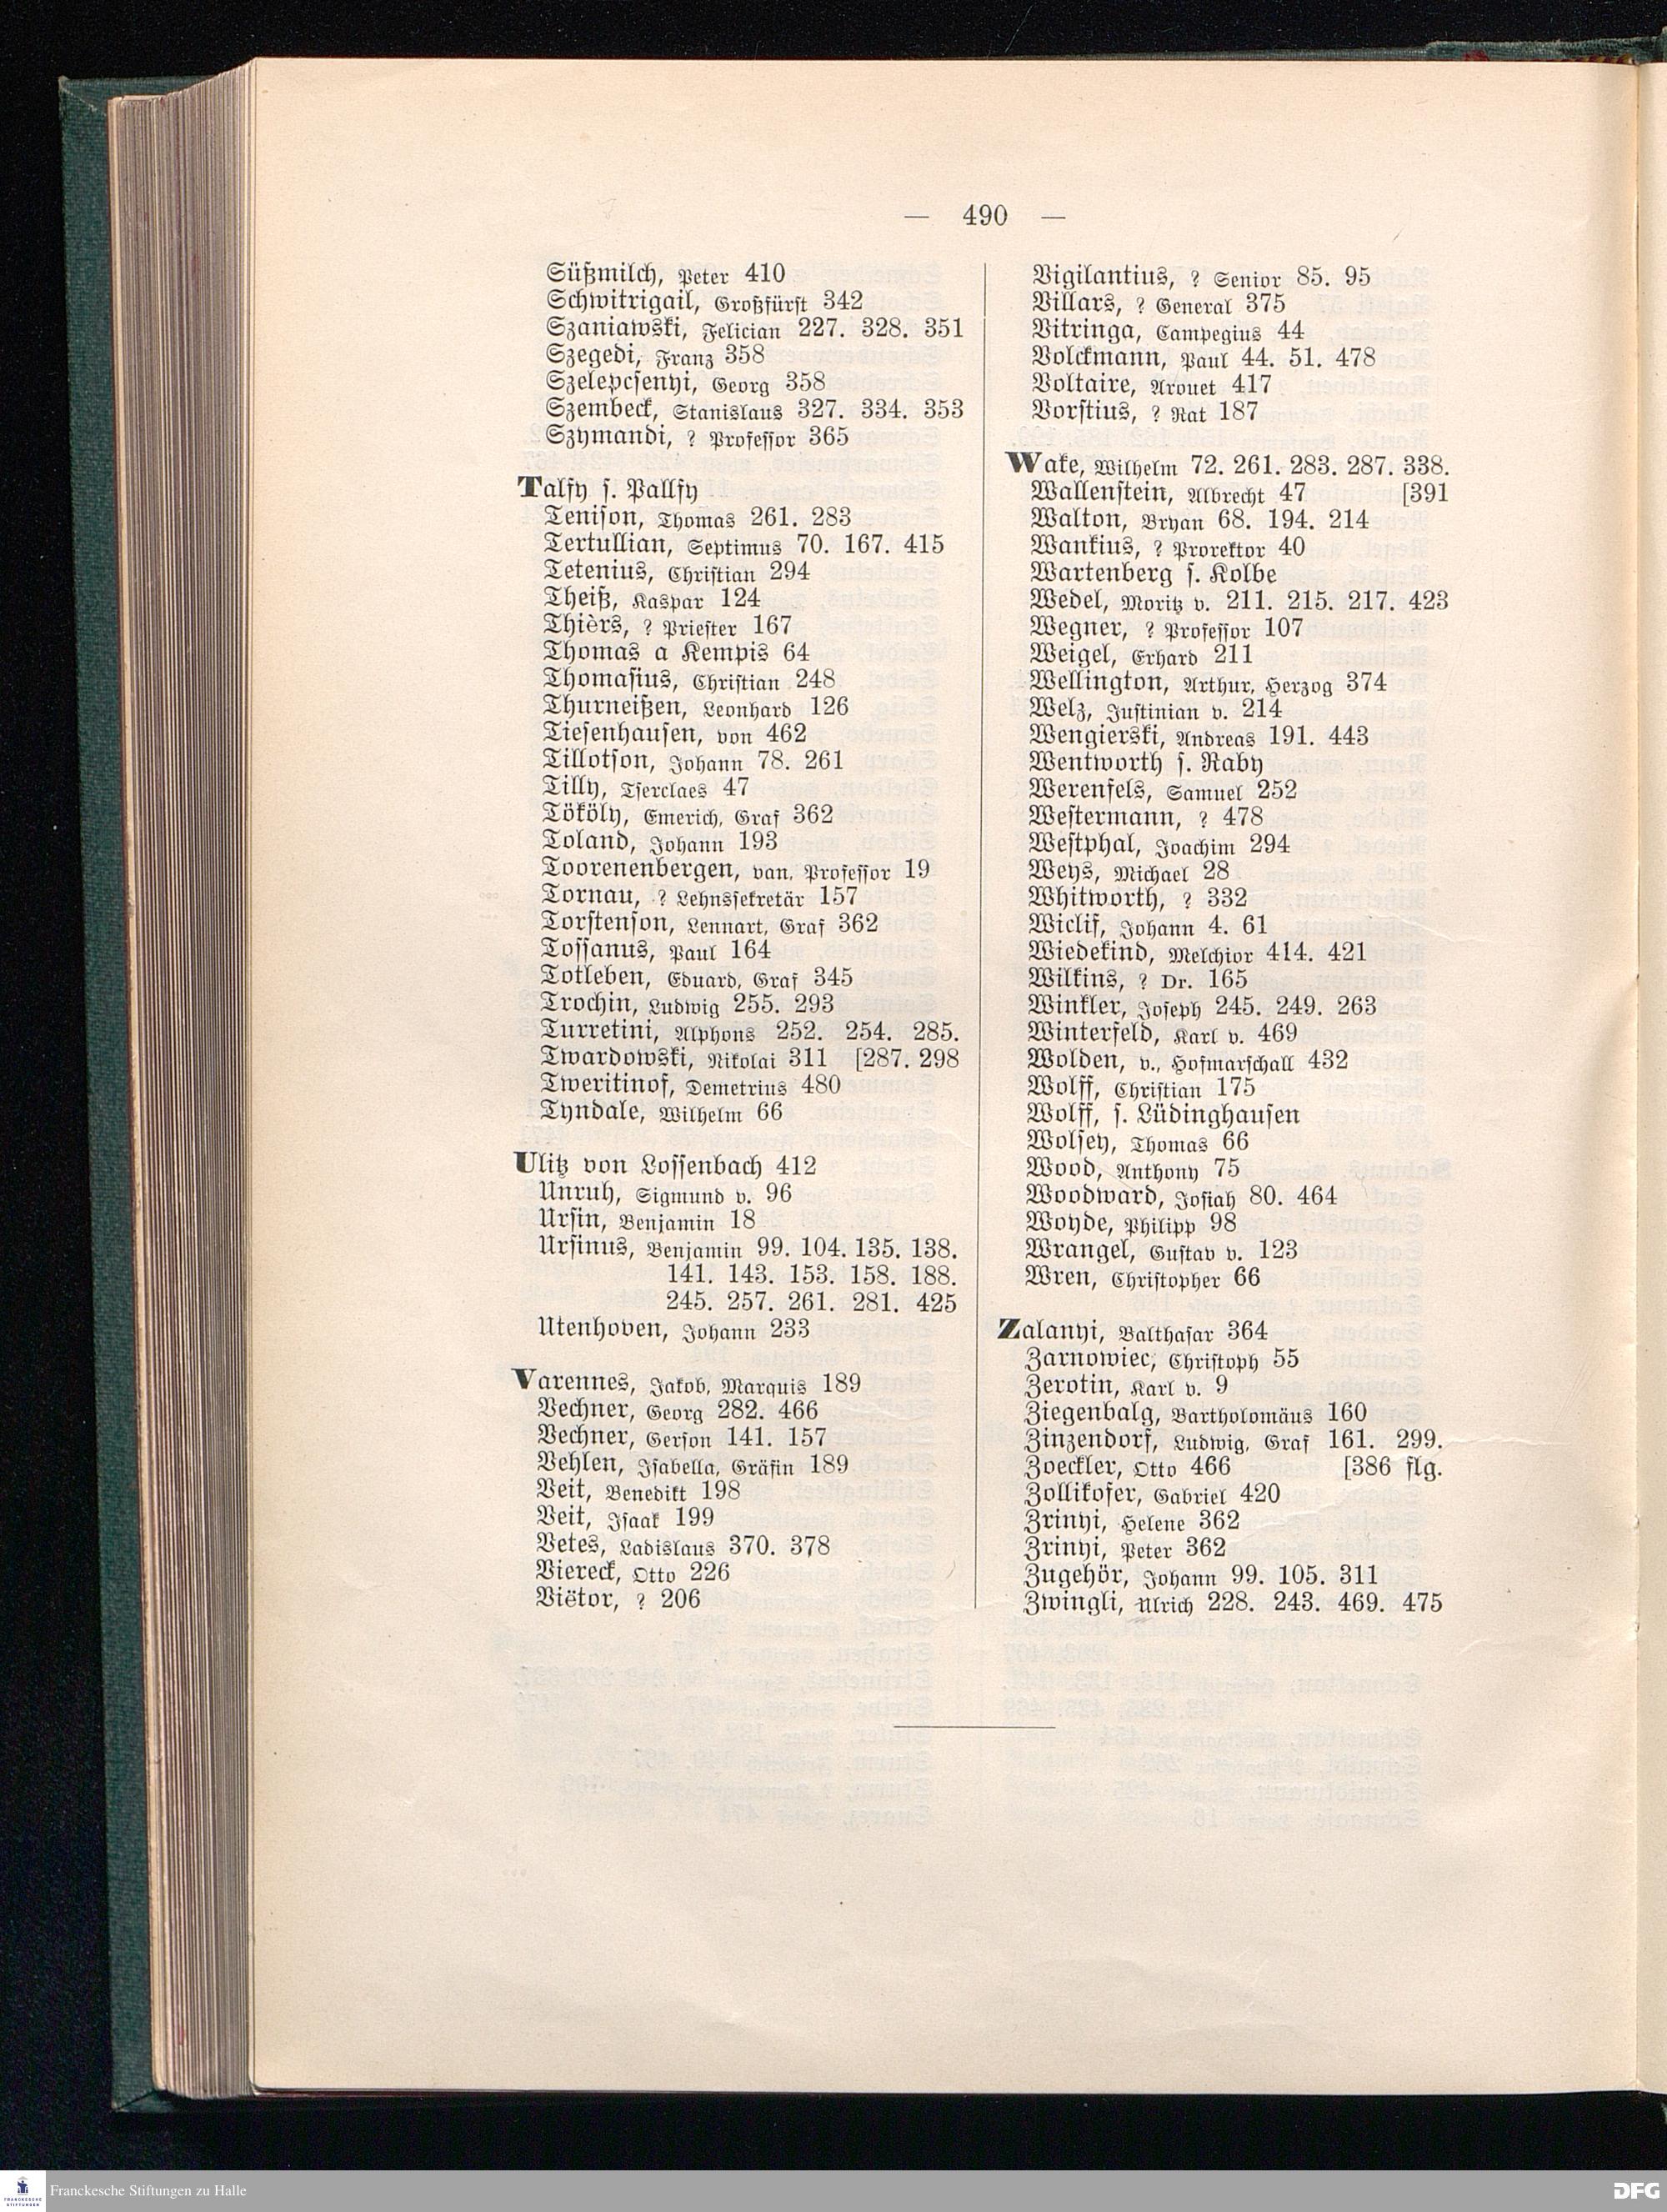 — 490 —
Süßmilch, Peter 410
Schwitrigail, Großfürst 342
Szaniawski, Felician 227. 328. 351
Szegedi, Franz 358
Szelepcsenyi, Georg 358
Szembeck, Stanislaus 327. 334. 353
Szymandi, ? Professor 365
Talfy s. Pallfy
Tenison, Thomas 261. 283
Tertullian, Septimus 70. 167. 415
Tetenius, Christian 294
Theiß, Kaspar 124
Thièrs, ? Priester 167
Thomas a Kempis 64
Thomasius, Christian 248
Thurneißen, Leonhard 126
Tiesenhausen, von 462
Tillotson, Johann 78. 261
Tilly, Tserclaes 47
Tököly, Emerich, Graf 362
Toland, Johann 193
Toorenenbergen, van, Professor 19
Tornau, ? Lehnssekretär 157
Torstenson, Lennart, Graf 362
Tossanus, Paul 164
Totleben, Eduard, Graf 345
Trochin, Ludwig 255. 293
Turretini, Alphons 252. 254. 285.
Twardowski, Nikolai 311 [287. 298
Tweritinof, Demetrius 480
Tyndale, Wilhelm 66
Ulitz von Lossenbach 412
Unruh, Sigmund v. 96
Ursin, Benjamin 18
Ursinus, Benjamin 99. 104. 135. 138.
141. 143. 153. 158. 188.
245. 257. 261. 281. 425
Utenhoven, Johann 233
Varennes, Jakob, Marquis 189
Vechner, Georg 282. 466
Vechner, Gerson 141. 157
Vehlen, Isabella, Gräfin 189
Veit, Benedikt 198
Veit, Isaak 199
Vetes, Ladislaus 370. 378
Viereck, Otto 226
Viëtor, ? 206
Vigilantius, ? Senior 85. 95
Villars, ? General 375
Vitringa, Campegius 44
Volckmann, Paul 44. 51. 478
Voltaire, Arouet 417
Vorstius, ? Rat 187
Wake, Wilhelm 72. 261. 283. 287. 338.
Wallenstein, Albrecht 47 [391
Walton, Bryan 68. 194. 214
Wankius, ? Prorektor 40
Wartenberg s. Kolbe
Wedel, Moritz v. 211. 215. 217. 423
Wegner, ? Professor 107
Weigel, Erhard 211
Wellington, Arthur, Herzog 374
Welz, Justinian v. 214
Wengierski, Andreas 191. 443
Wentworth s. Raby
Werenfels, Samuel 252
Westermann, ? 478
Westphal, Joachim 294
Weys, Michael 28
Whitworth, ? 332
Wiclif, Johann 4. 61
Wiedekind, Melchior 414. 421
Wilkins, ? Dr. 165
Winkler, Joseph 245. 249. 263
Winterfeld, Karl v. 469
Wolden, v., Hofmarschall 432
Wolff, Christian 175
Wolff, s. Lüdinghausen
Wolsey, Thomas 66
Wood, Anthony 75
Woodward, Josiah 80. 464
Woyde, Philipp 98
Wrangel, Gustav v. 123
Wren, Christopher 66
Zalanyi, Balthasar 364
Zarnowiec, Christoph 55
Zerotin, Karl v. 9
Ziegenbalg, Bartholomäus 160
Zinzendorf, Ludwig, Graf 161. 299.
Zoeckler, Otto 466 [386 flg.
Zollikofer, Gabriel 420
Zrinyi, Helene 362
Zrinyi, Peter 362
Zugehör, Johann 99. 105. 311
Zwingli, Ulrich 228. 243. 469. 475
FRANCKESCHE STIFTUNGEN
Franckesche Stiftungen zu Halle
DFG